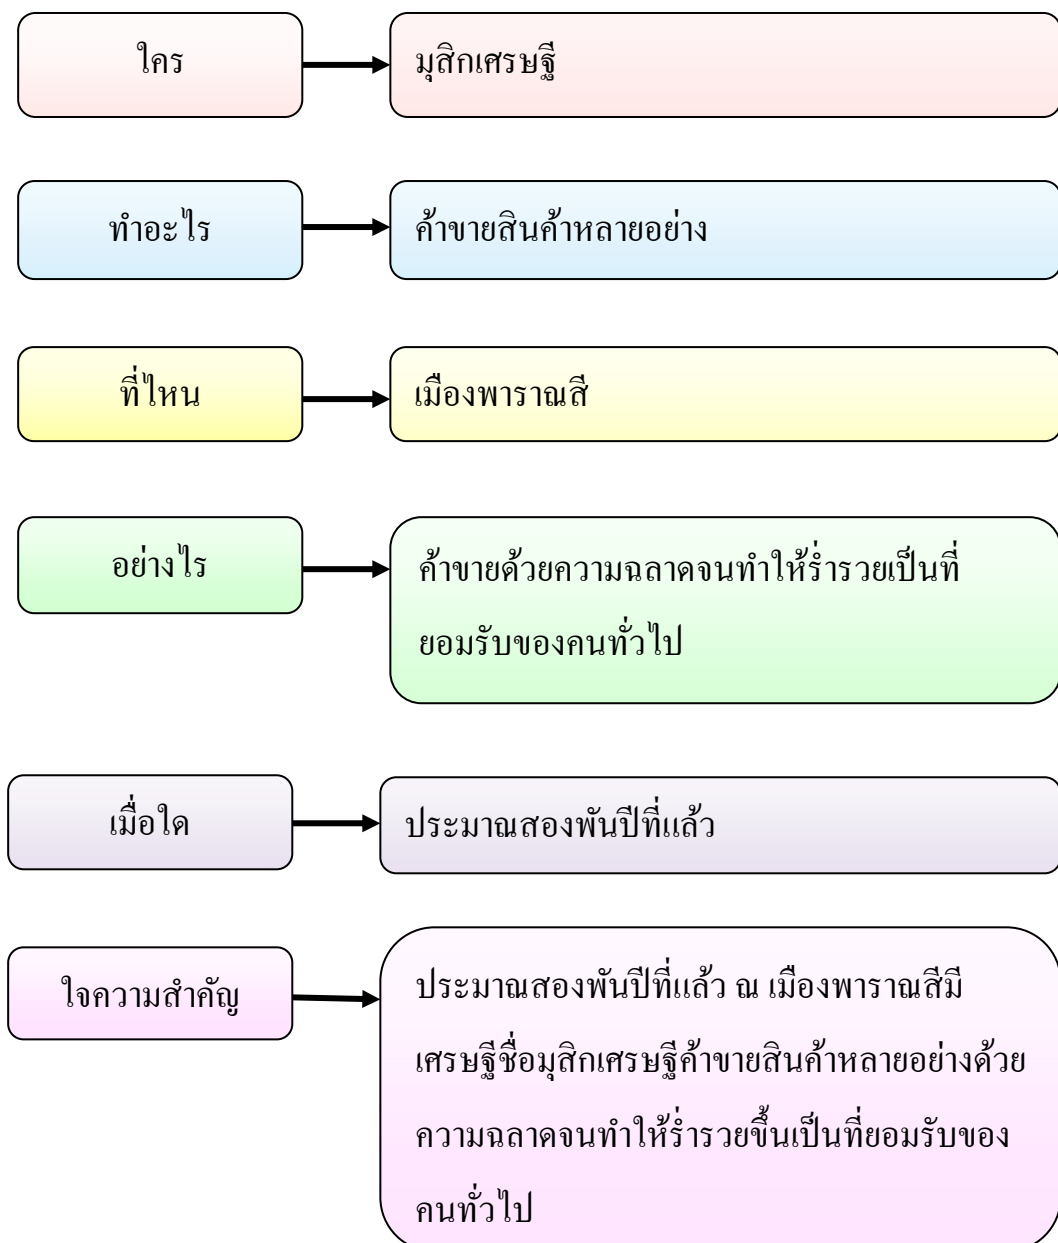 ใคร
มุสิกเศรษฐี
ทำอะไร
ค้าขายสินค้าหลายอย่าง
ที่ไหน
เมืองพาราณสี
อย่างไร
ค้าขายด้วยความฉลาดจนทำให้ร่ำรวยเป็นที่
ยอมรับของคนทั่วไป
เมื่อใด
ประมาณสองพันปีที่แล้ว
ใจความสำคัญ
ประมาณสองพันปีที่แล้ว ณ เมืองพาราณสีมี
เศรษฐีชื่อมุสิกเศรษฐีค้าขายสินค้าหลายอย่างด้วย
ความฉลาดจนทำให้ร่ำรวยขึ้นเป็นที่ยอมรับของ
คนทั่วไป